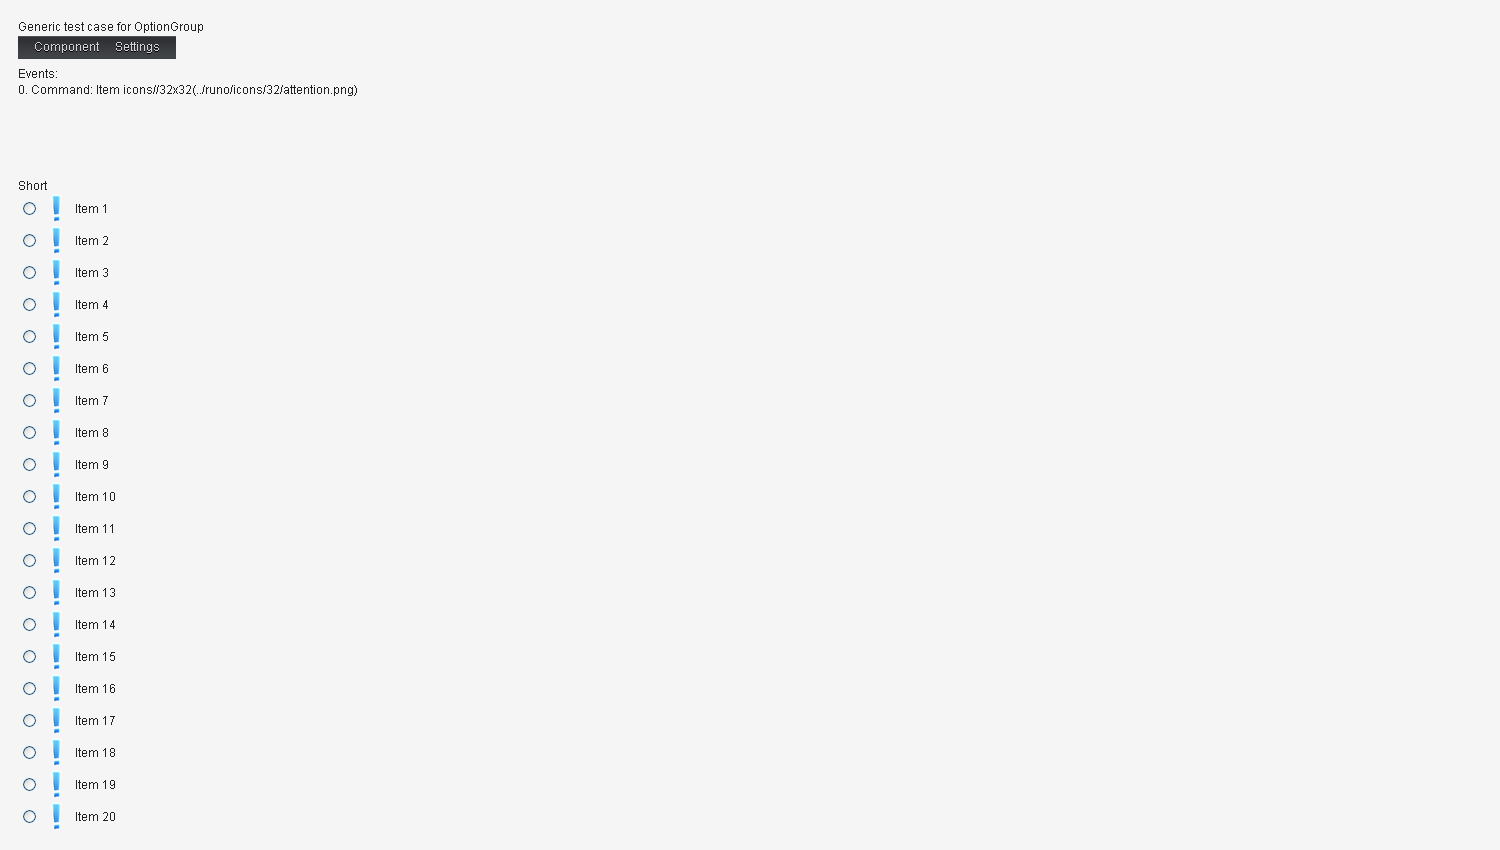 Generic test case for OptionGroup
Component Settings
Events:
0. Command: Item icons//32x32(../runo/icons/32/attention.png)
Short
Item 1
Item 2
Item 3
Item 4
Item 5
Item 6
Item 7
Item 8
Item 9
Item 10
Item 11
Item 12
Item 13
Item 14
Item 15
Item 16
Item 17
Item 18
Item 19
Item 20